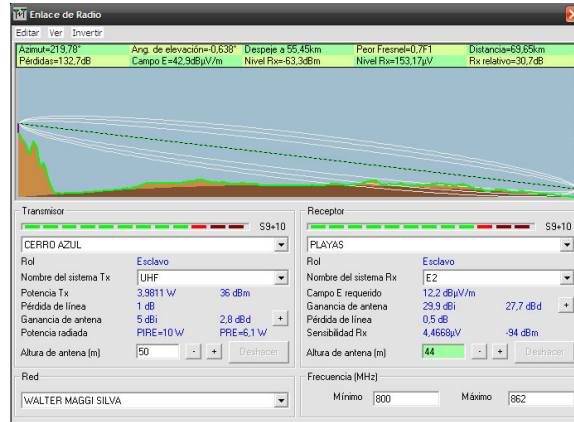 Enlace de Radio
Editar Ver Invertir
Azimut=219,78° Ang. de elevación=-0,638° Despeje a 55,45km Peor Fresnel=0,7F1 Distancia=69,65km
Pérdidas=132,7dB Campo E=42,9dBµV/m Nivel Rx=-63,3dBm Nivel Rx=153,17µV Rx relativo=30,7dB
Transmisor
S9+10
CERRO AZUL
Rol Esclavo
Nombre del sistema Tx UHF
Potencia Tx 3,9811 W 36 dBm
Pérdida de línea 1 dB
Ganancia de antena 5 dBi 2,8 dBd +
Potencia radiada PIRE=10 W PRE=6,1 W
Altura de antena (m) 50 - + Deshacer
Receptor
S9+10
PLAYAS
Rol Esclavo
Nombre del sistema Rx E2
Campo E requerido 12,2 dBµV/m
Ganancia de antena 29,9 dBi 27,7 dBd +
Pérdida de línea 0,5 dB
Sensibilidad Rx 4,4668µV -94 dBm
Altura de antena (m) 44 - + Deshacer
Red
WALTER MAGGI SILVA
Frecuencia (MHz)
Mínimo 800 Máximo 862